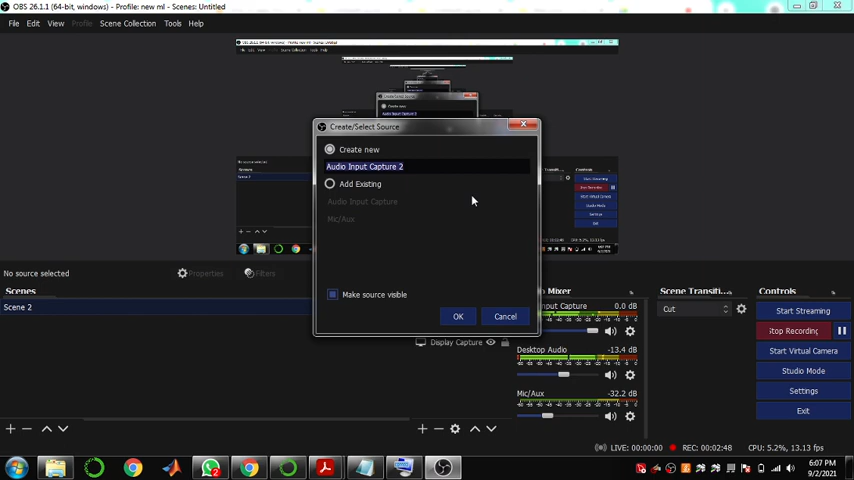 OBS 26.1.1 (64-bit, windows) - Profile: new ml - Scenes: Untitled
File Edit View Profile Scene Collection Tools Help
Create/Select Source
Create new
Audio Input Capture 2
Add Existing
Audio Input Capture
Mic/Aux
Make source visible
OK Cancel
No source selected Properties Filters
Scenes Mixer Scene Transiti... Controls
Scene 2
Input Capture 0.0 dB Cut Start Streaming
Stop Recording
Display Capture Desktop Audio -13.4 dB Start Virtual Camera
Studio Mode
Mic/Aux -32.2 dB Settings
Exit
LIVE: 00:00:00 REC: 00:02:48 CPU: 5.2%, 13.13 fps
6:07 PM
9/2/2021